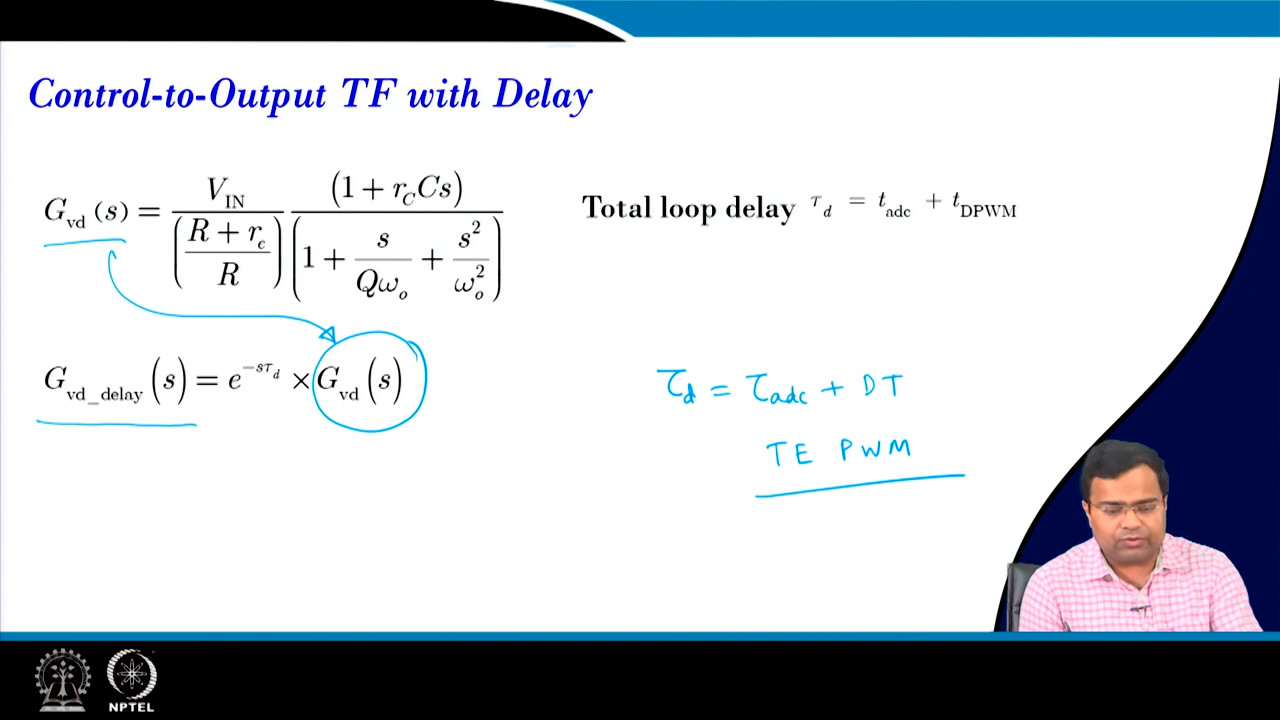 Control-to-Output TF with Delay
G_vd (s) = V_IN / ((R + r_c) / R) (1 + r_C Cs) / (1 + s / Qω_o + s² / ω_o²)
Total loop delay τ_d = t_adc + t_DPWM
G_vd_delay (s) = e^{-sτ_d} × G_vd (s)
τ_d = τ_adc + DT
TE PWM
NPTEL